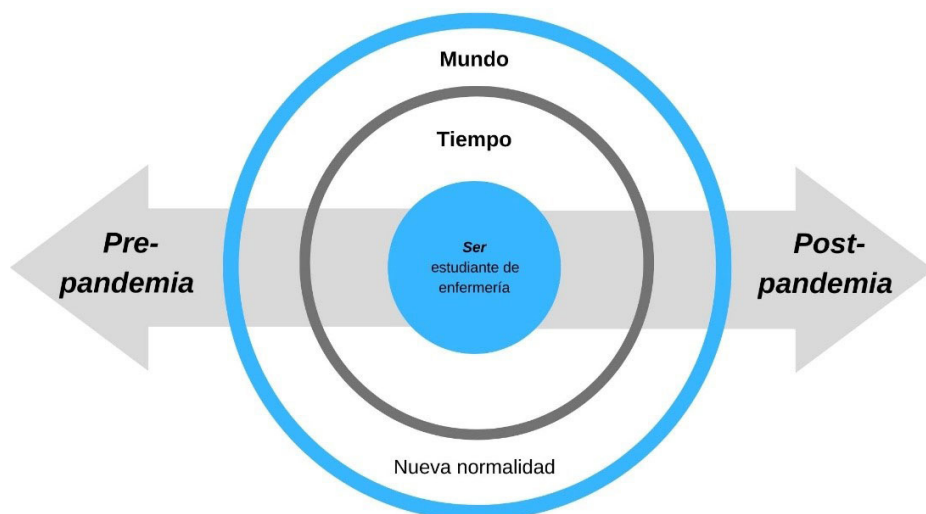 Mundo
Tiempo
Pre-
pandemia
Ser
estudiante de
enfermería
Post-
pandemia
Nueva normalidad